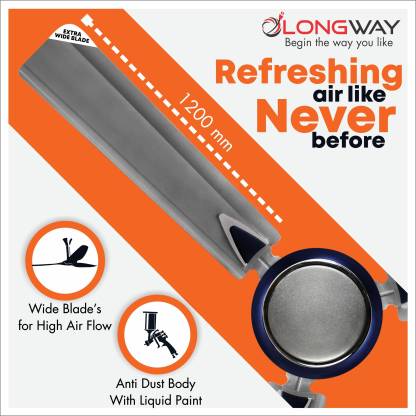 LONGWAY
Begin the way you like
EXTRA
WIDE BLADE
Refreshing
air like
Never
before
1200 mm
Wide Blade's
for High Air Flow
Anti Dust Body
With Liquid Paint